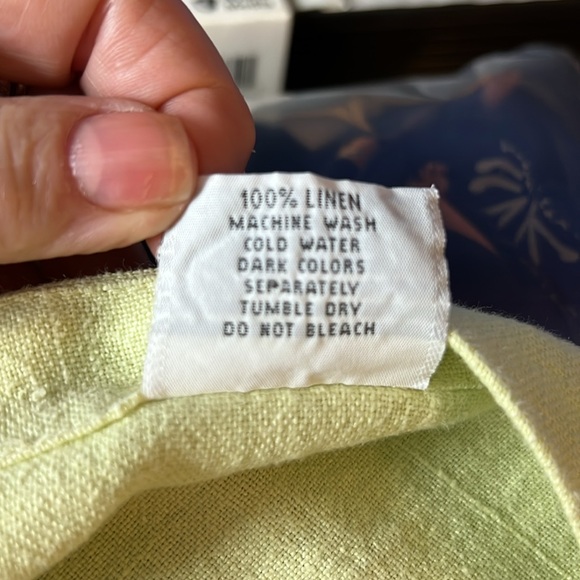 100% LINEN
MACHINE WASH
COLD WATER
DARK COLORS
SEPARATELY
TUMBLE DRY
DO NOT BLEACH